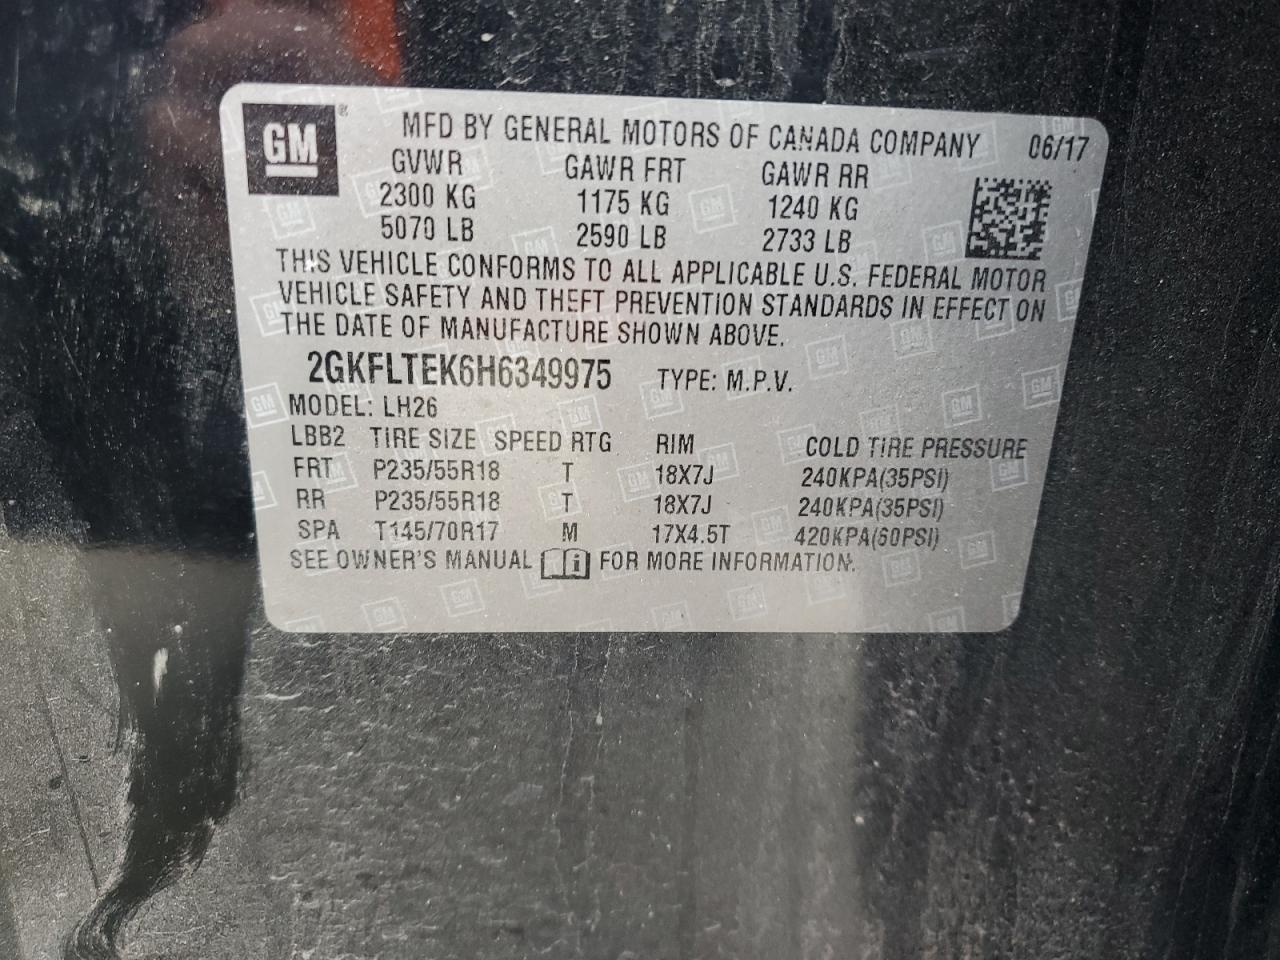 GM ® MFD BY GENERAL MOTORS OF CANADA COMPANY 06/17
GVWR GAWR FRT GAWR RR
2300 KG 1175 KG 1240 KG
5070 LB 2590 LB 2733 LB
THIS VEHICLE CONFORMS TO ALL APPLICABLE U.S. FEDERAL MOTOR
VEHICLE SAFETY AND THEFT PREVENTION STANDARDS IN EFFECT ON
THE DATE OF MANUFACTURE SHOWN ABOVE.
2GKFLTEK6H6349975 TYPE: M.P.V.
MODEL: LH26
LBB2 TIRE SIZE SPEED RTG RIM COLD TIRE PRESSURE
FRT P235/55R18 T 18X7J 240KPA(35PSI)
RR P235/55R18 T 18X7J 240KPA(35PSI)
SPA T145/70R17 M 17X4.5T 420KPA(60PSI)
SEE OWNER'S MANUAL i FOR MORE INFORMATION.